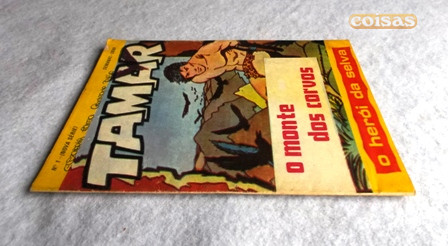 coisas
TAMAR
o monte
dos corvos
o herói da selva